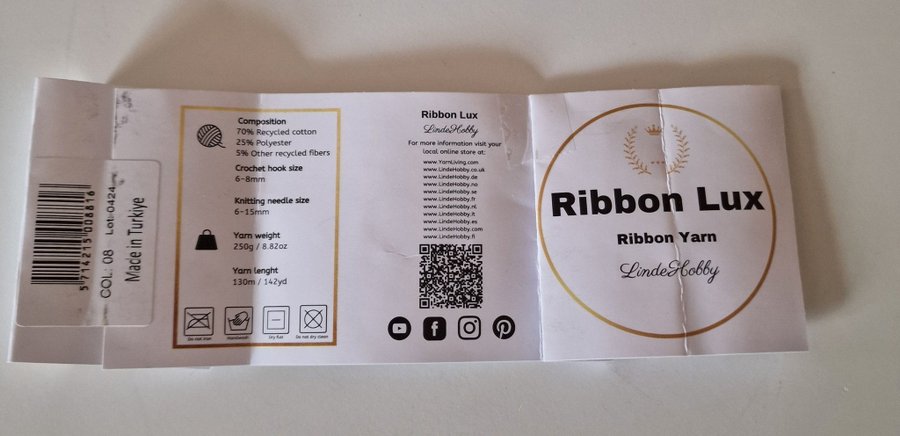 5714215008816
COL.: 08 Lot:0424
Made in Turkiye
Composition
70% Recycled cotton
25% Polyester
5% Other recycled fibers
Crochet hook size
6-8mm
Knitting needle size
6-15mm
Yarn weight
250g / 8.82oz
Yarn lenght
130m / 142yd
Do not iron
Handwash
Dry flat
Do not dry clean
Ribbon Lux
LindeHobby
For more information visit your
local online store at:
www.YarnLiving.com
www.LindeHobby.co.uk
www.LindeHobby.de
www.LindeHobby.no
www.LindeHobby.se
www.LindeHobby.fr
www.LindeHobby.nl
www.LindeHobby.it
www.LindeHobby.es
www.LindeHobby.com
www.LindeHobby.fi
Ribbon Lux
Ribbon Yarn
LindeHobby